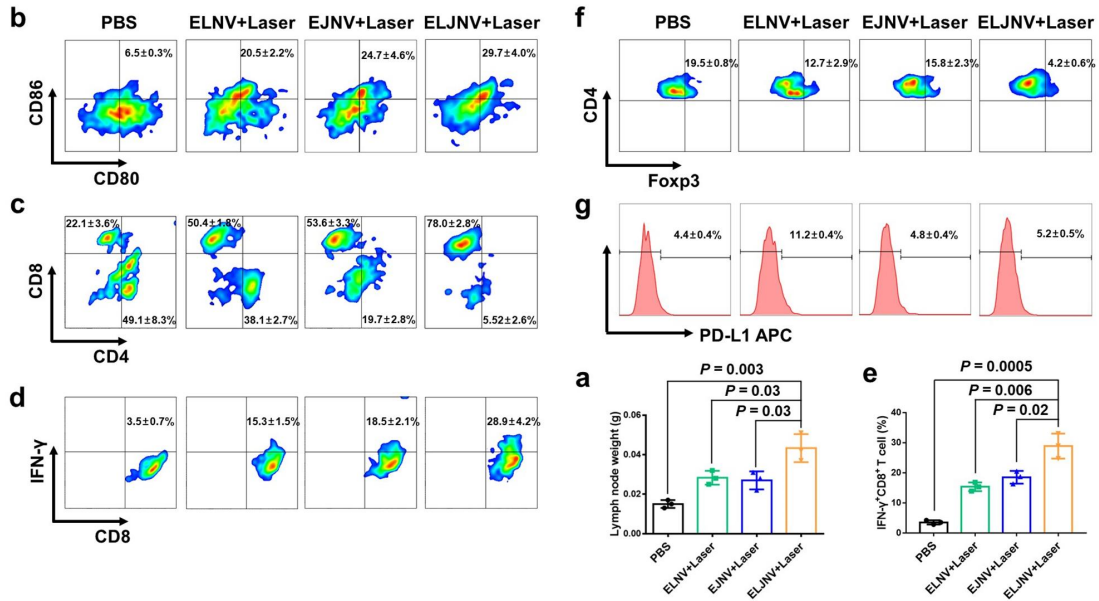 b
PBS ELNV+Laser EJNV+Laser ELJNV+Laser
6.5±0.3% 20.5±2.2% 24.7±4.6% 29.7±4.0%
CD86
CD80
c
22.1±3.6% 50.4±1.8% 53.6±3.3% 78.0±2.8%
CD8
49.1±8.3% 38.1±2.7% 19.7±2.8% 5.52±2.6%
CD4
d
3.5±0.7% 15.3±1.5% 18.5±2.1% 28.9±4.2%
IFN-γ
CD8
f
PBS ELNV+Laser EJNV+Laser ELJNV+Laser
19.5±0.8% 12.7±2.9% 15.8±2.3% 4.2±0.6%
CD4
Foxp3
g
4.4±0.4% 11.2±0.4% 4.8±0.4% 5.2±0.5%
PD-L1 APC
a
P = 0.003
P = 0.03
P = 0.03
Lymph node weight (g)
0.06
0.04
0.02
0.00
PBS
ELNV+Laser
EJNV+Laser
ELJNV+Laser
e
P = 0.0005
P = 0.006
P = 0.02
IFN-γ+CD8+ T cell (%)
40
30
20
10
0
PBS
ELNV+Laser
EJNV+Laser
ELJNV+Laser